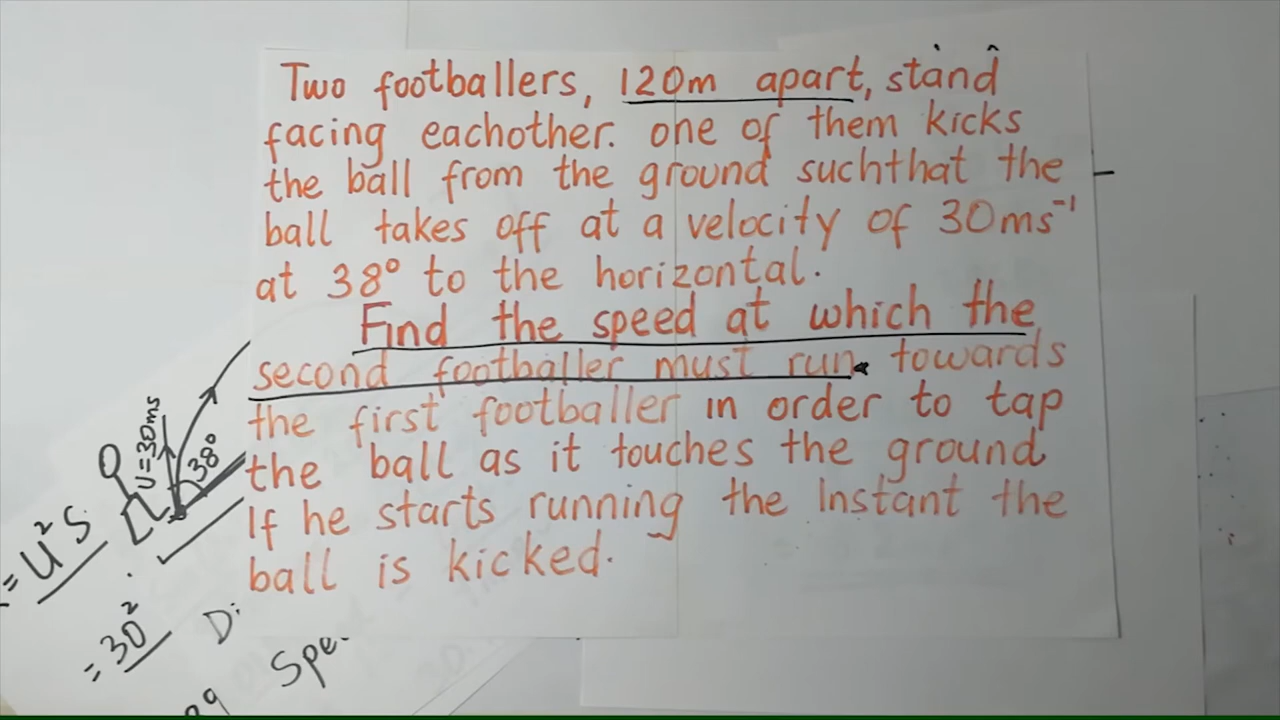 Two footballers, 120m apart, stand
facing eachother. one of them kicks
the ball from the ground suchthat the
ball takes off at a velocity of 30ms⁻¹
at 38° to the horizontal.
Find the speed at which the
second footballer must run towards
the first footballer in order to tap
the ball as it touches the ground
If he starts running the Instant the
ball is kicked.
U=30ms
38°
= U²S
= 30²
D:
Spe